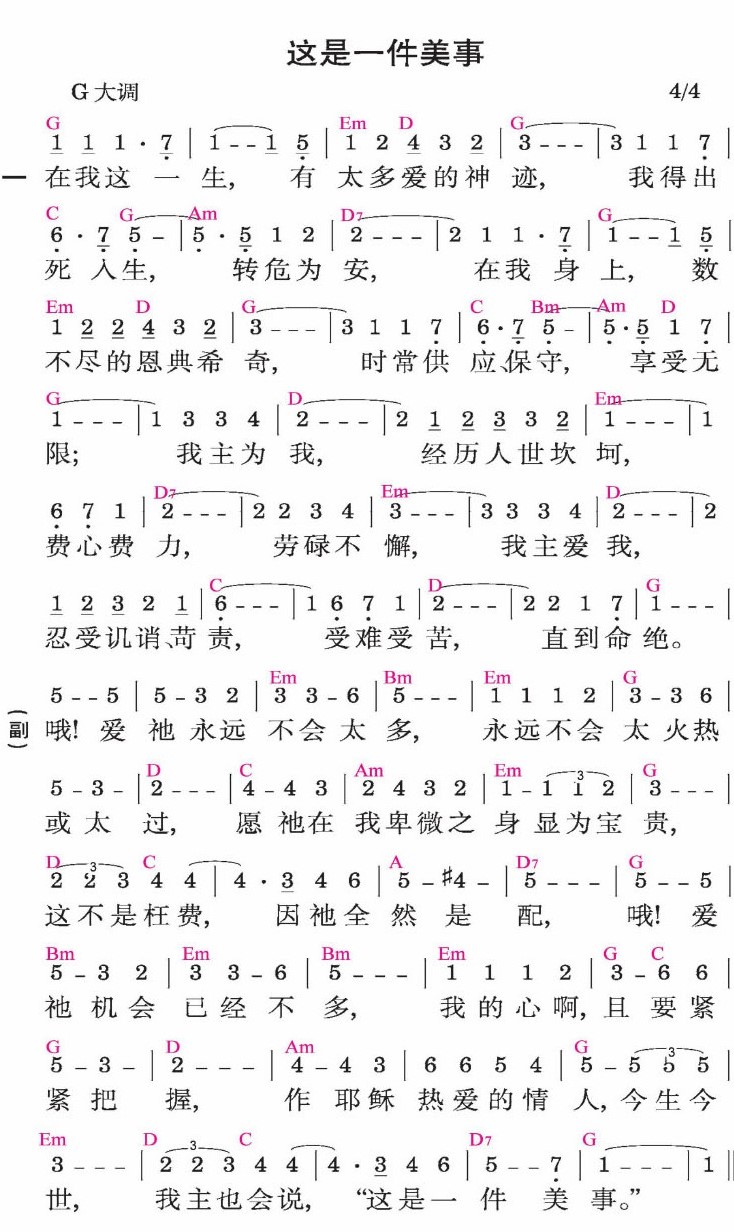 这是一件美事
G 大调 4/4
G Em D G
1 1 1 · 7 | 1 - - 1 5 | 1 2 4 3 2 | 3 - - - | 3 1 1 7 |
一 在我这 一 生, 有 太多爱的神 迹, 我得出
C G Am D7 G
6 · 7 5 - | 5 · 5 1 2 | 2 - - - | 2 1 1 · 7 | 1 - - 1 5 |
死 入生, 转危为 安, 在我 身 上, 数
Em D G C Bm Am D
1 2 2 4 3 2 | 3 - - - | 3 1 1 7 | 6 · 7 5 - | 5 · 5 1 7 |
不尽的恩典希 奇, 时常供 应、保守, 享受无
G D Em
1 - - - | 1 3 3 4 | 2 - - - | 2 1 2 3 3 2 | 1 - - - | 1
限; 我主为 我, 经历人世坎 坷,
D7 Em D
6 7 1 | 2 - - - | 2 2 3 4 | 3 - - - | 3 3 3 4 | 2 - - - | 2
费心费 力, 劳碌不 懈, 我主爱 我,
C D G
1 2 3 2 1 | 6 - - - | 1 6 7 1 | 2 - - - | 2 2 1 7 | 1 - - - |
忍受讥诮、苛 责, 受难受 苦, 直到命 绝。
Em Bm Em G
5 - - 5 | 5 - 3 2 | 3 3 - 6 | 5 - - - | 1 1 1 2 | 3 - 3 6 |
(副) 哦! 爱 祂 永远 不会 太 多, 永远不会 太 火热
D C Am Em G
5 - 3 - | 2 - - - | 4 - 4 3 | 2 4 3 2 | 1 - 1 1 2 | 3 - - - |
3
或 太 过, 愿 祂在 我卑微之 身 显为宝 贵,
D C A D7 G
2 2 3 4 4 | 4 · 3 4 6 | 5 - #4 - | 5 - - - | 5 - - 5 |
3
这不是枉费, 因祂全 然 是 配, 哦! 爱
Bm Em Bm Em G C
5 - 3 2 | 3 3 - 6 | 5 - - - | 1 1 1 2 | 3 - 6 6 |
祂 机会 已经 不 多, 我 的 心啊, 且 要紧
G D Am G
5 - 3 - | 2 - - - | 4 - 4 3 | 6 6 5 4 | 5 - 5 5 5 |
3
紧 把 握, 作 耶稣 热爱的情 人, 今生今
Em D C D7 G
3 - - - | 2 2 3 4 4 | 4 · 3 4 6 | 5 - - 7 | 1 - - - | 1 ||
3
世, 我主也会说, “这是一 件 美 事。”